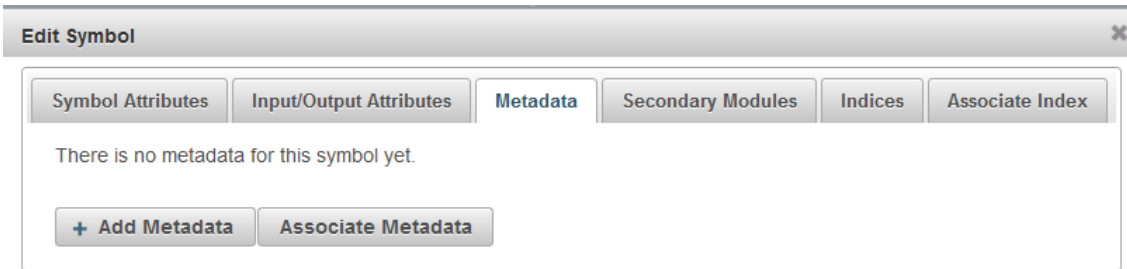 Edit Symbol
Symbol Attributes Input/Output Attributes Metadata Secondary Modules Indices Associate Index
There is no metadata for this symbol yet.
+ Add Metadata Associate Metadata